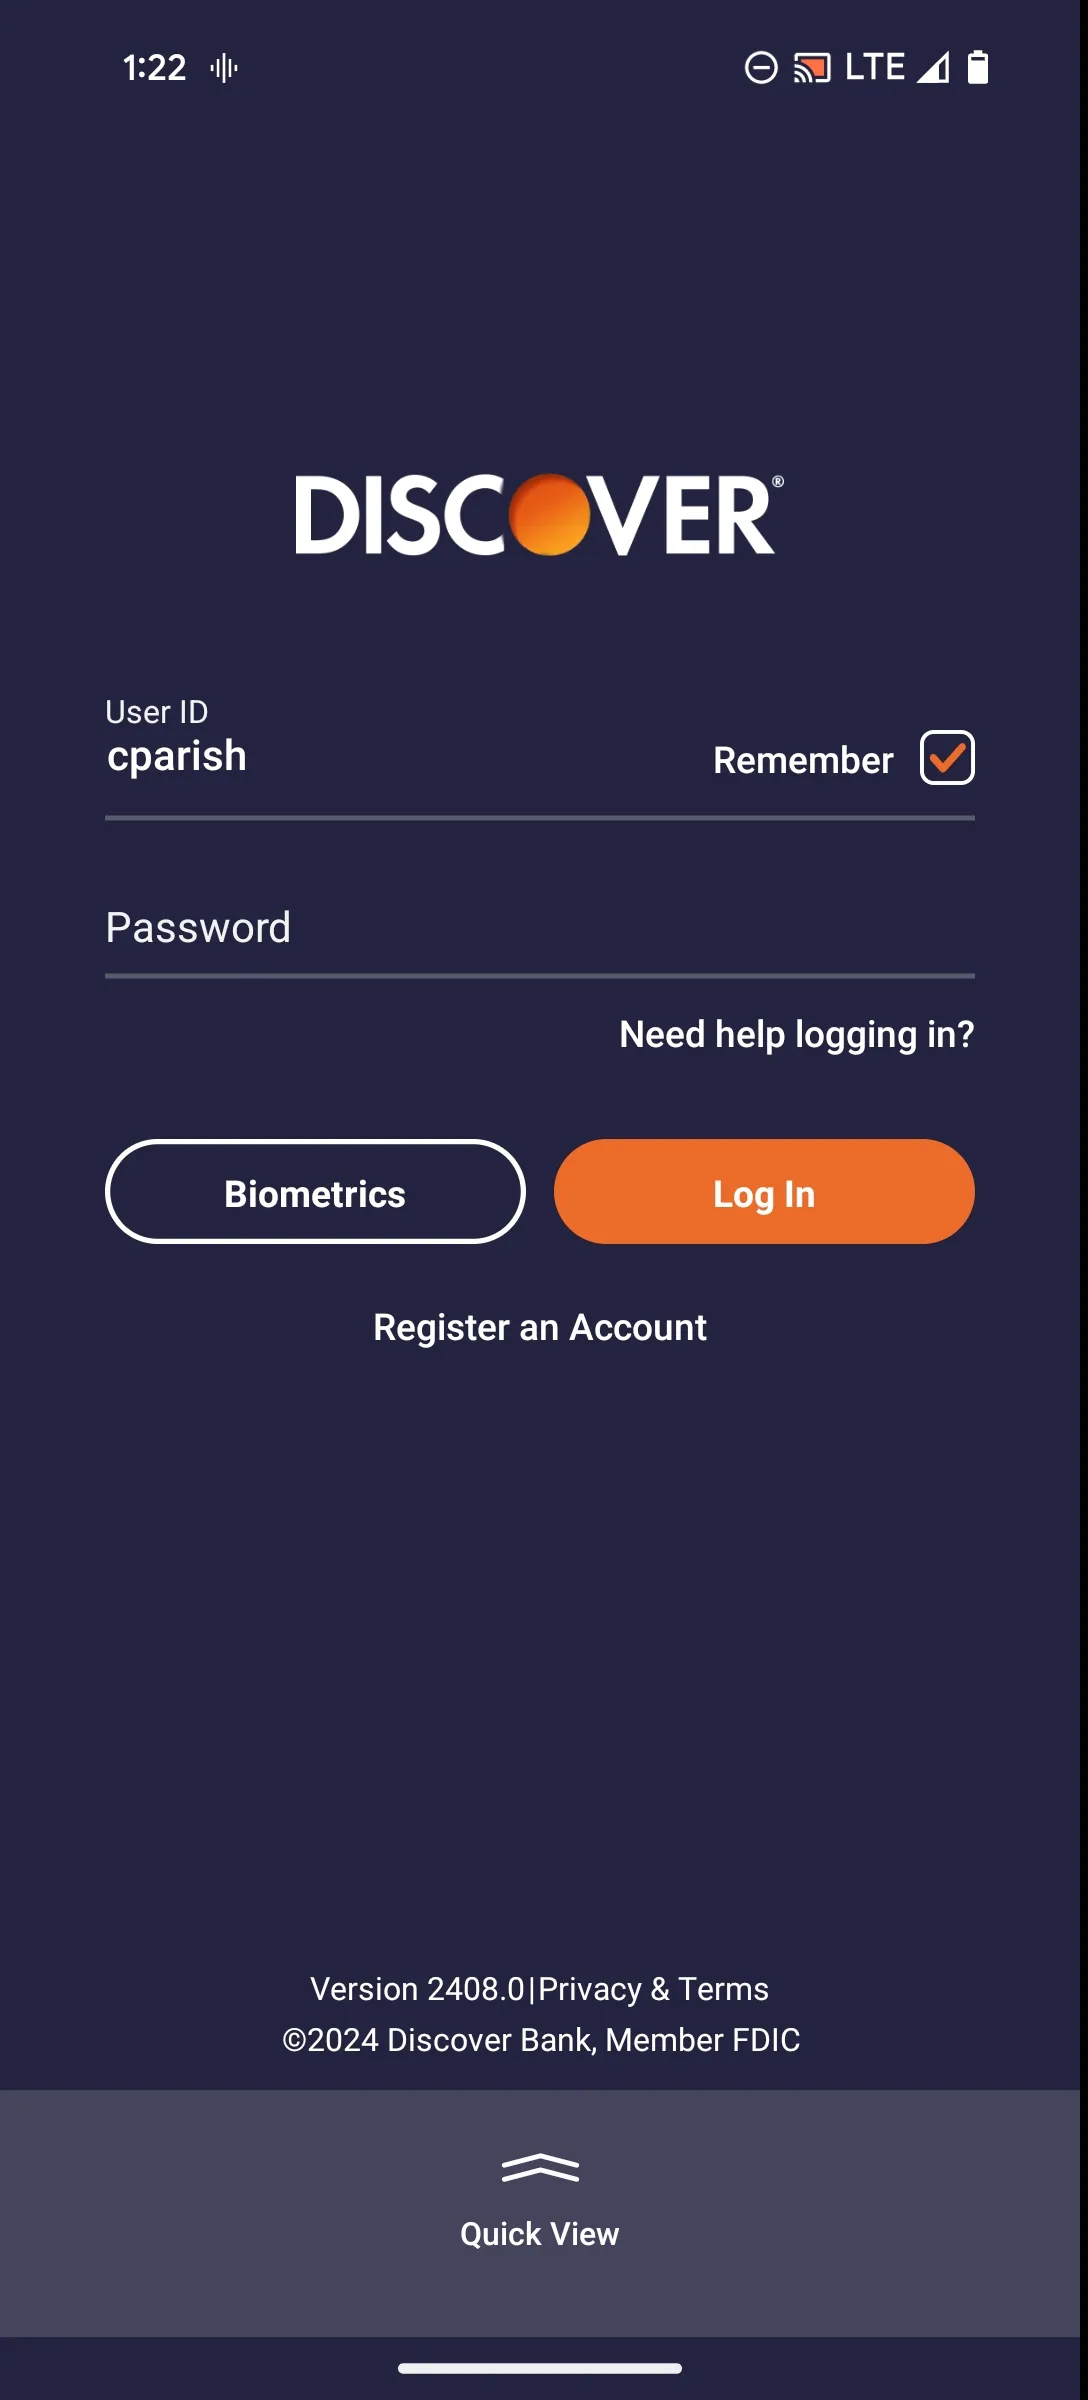 1:22 LTE
DISCOVER®
User ID
cparish
Remember
Password
Need help logging in?
Biometrics
Log In
Register an Account
Version 2408.0|Privacy & Terms
©2024 Discover Bank, Member FDIC
Quick View